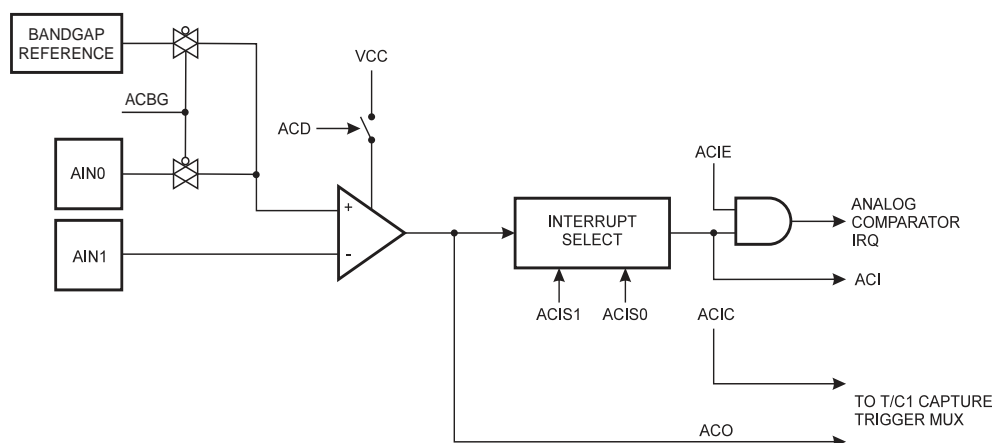 BANDGAP
REFERENCE
VCC
ACBG
ACD
ACIE
AIN0
+
INTERRUPT
SELECT
ANALOG
COMPARATOR
IRQ
AIN1
-
ACI
ACIS1
ACIS0
ACIC
TO T/C1 CAPTURE
TRIGGER MUX
ACO